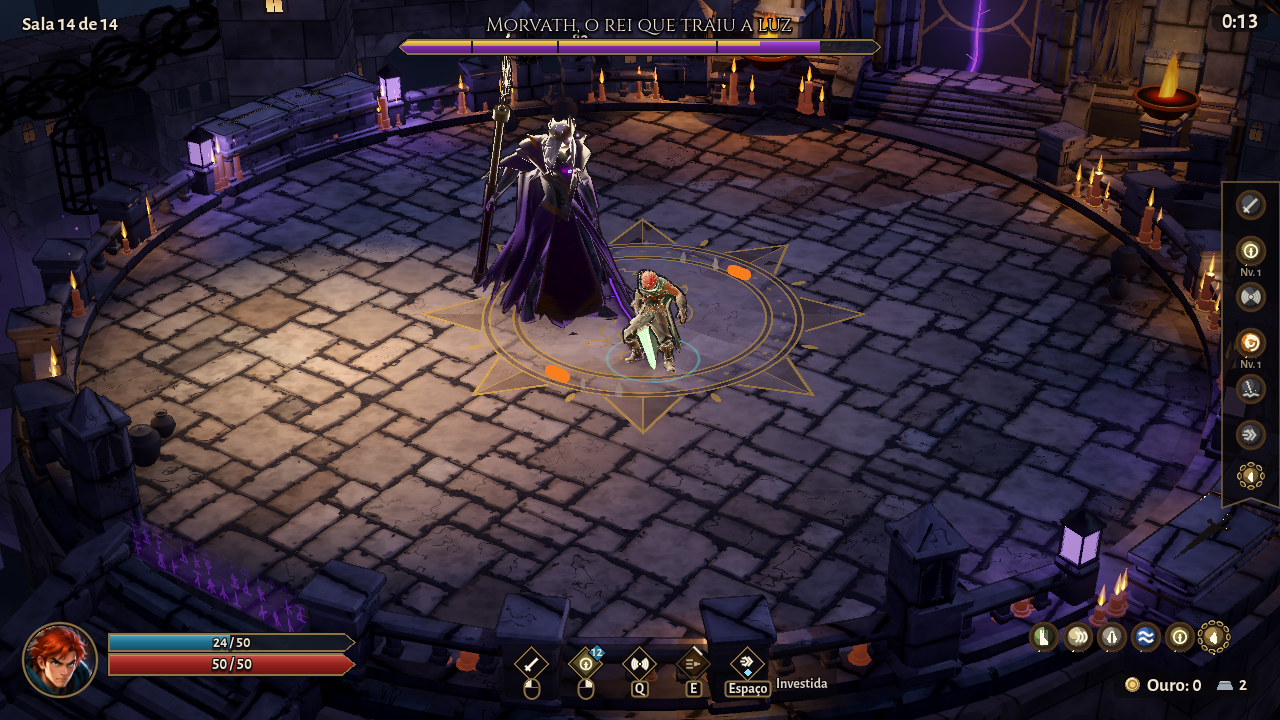 Sala 14 de 14
Morvath, o rei que traiu a luz
0:13
Nv. 1
Nv. 1
24/50
50/50
12
Q
E
Espaço
Investida
Ouro: 0
2